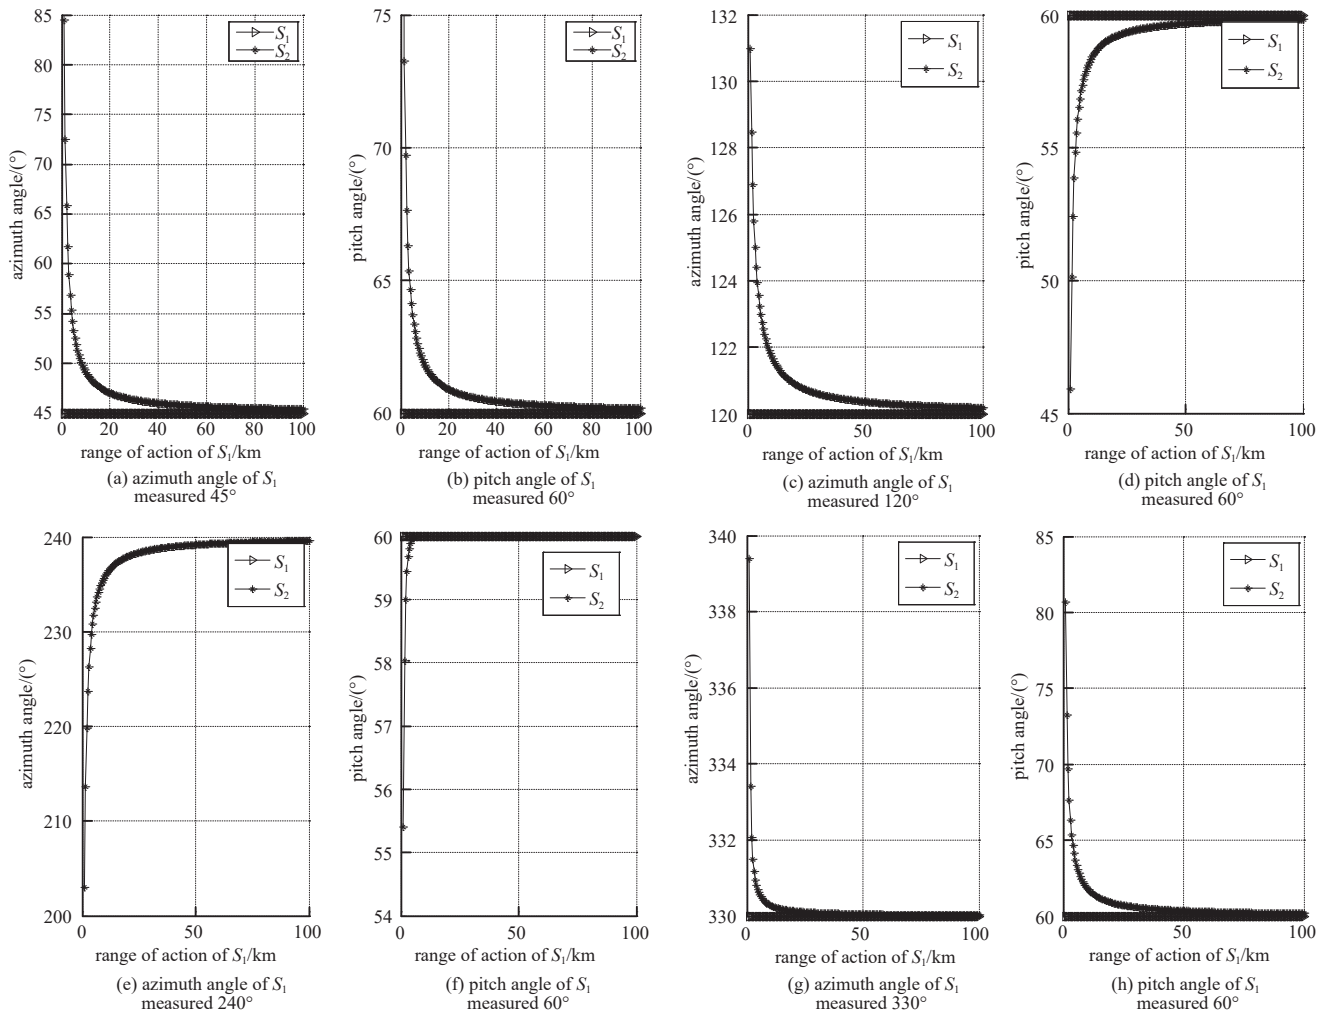 85
80
75
70
65
60
55
50
45
azimuth angle/(°)
S1
S2
0 20 40 60 80 100
range of action of S1/km
(a) azimuth angle of S1
measured 45°
75
70
65
60
pitch angle/(°)
S1
S2
0 20 40 60 80 100
range of action of S1/km
(b) pitch angle of S1
measured 60°
132
130
128
126
124
122
120
azimuth angle/(°)
S1
S2
0 50 100
range of action of S1/km
(c) azimuth angle of S1
measured 120°
60
55
50
45
pitch angle/(°)
S1
S2
0 50 100
range of action of S1/km
(d) pitch angle of S1
measured 60°
240
230
220
210
200
azimuth angle/(°)
S1
S2
0 50 100
range of action of S1/km
(e) azimuth angle of S1
measured 240°
60
59
58
57
56
55
54
pitch angle/(°)
S1
S2
0 50 100
range of action of S1/km
(f) pitch angle of S1
measured 60°
340
338
336
334
332
330
azimuth angle/(°)
S1
S2
0 50 100
range of action of S1/km
(g) azimuth angle of S1
measured 330°
85
80
75
70
65
60
pitch angle/(°)
S1
S2
0 50 100
range of action of S1/km
(h) pitch angle of S1
measured 60°